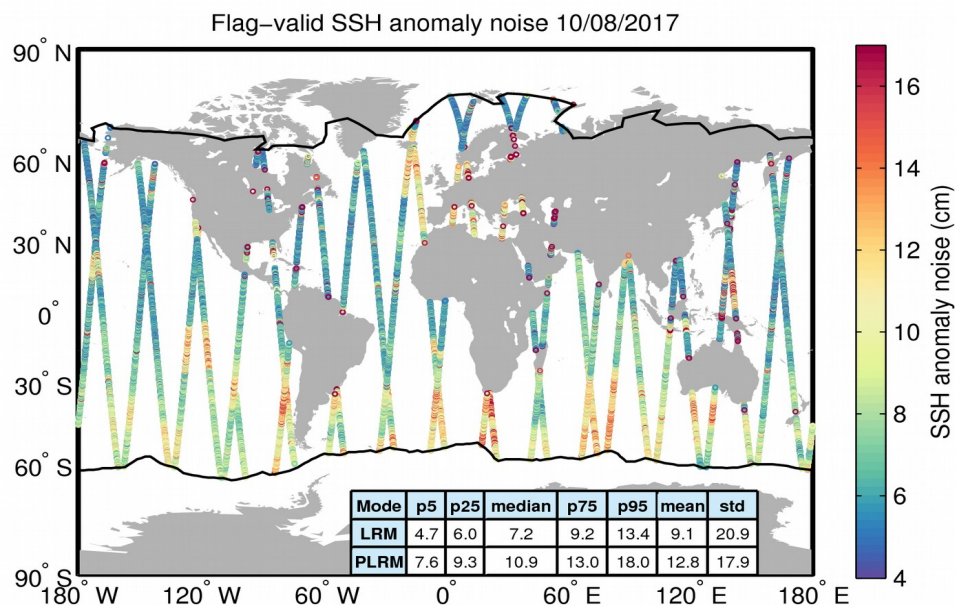 Flag−valid SSH anomaly noise 10/08/2017
90° N
60° N
30° N
0°
30° S
60° S
90° S
180° W
120° W
60° W
0°
60° E
120° E
180° E
16
14
12
10
8
6
4
SSH anomaly noise (cm)
Mode p5 p25 median p75 p95 mean std
LRM 4.7 6.0 7.2 9.2 13.4 9.1 20.9
PLRM 7.6 9.3 10.9 13.0 18.0 12.8 17.9